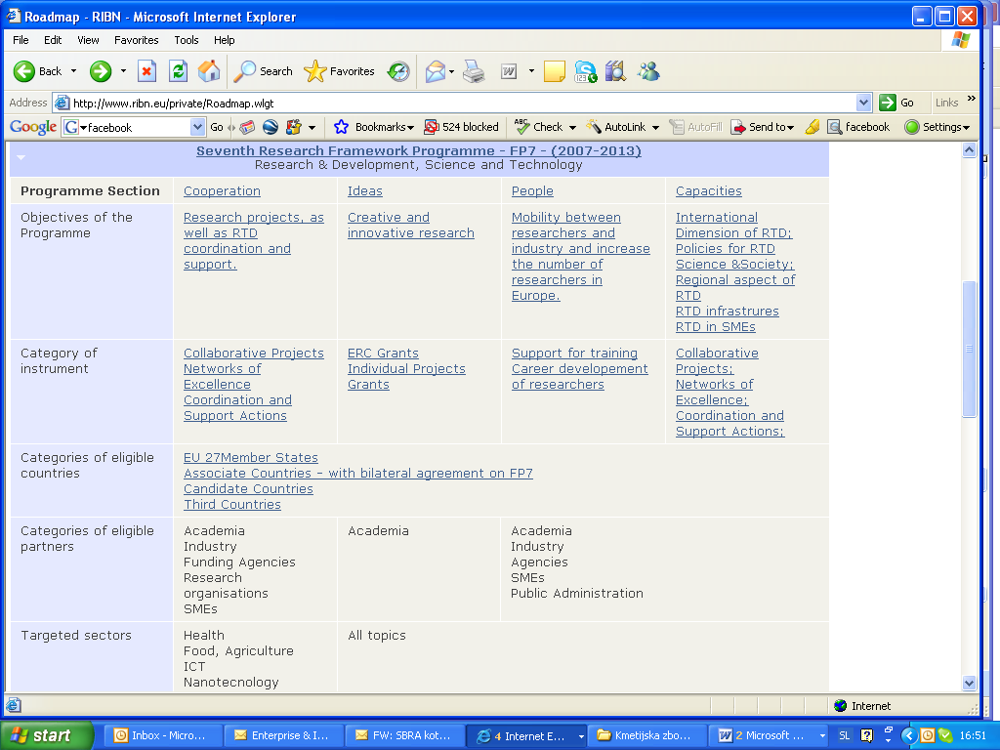 Roadmap - RIBN - Microsoft Internet Explorer
File Edit View Favorites Tools Help
Back Search Favorites
Address http://www.ribn.eu/private/Roadmap.wlgt Go Links »
Google G facebook Go Bookmarks 524 blocked ABC Check AutoLink AutoFill Send to facebook Settings
Seventh Research Framework Programme - FP7 - (2007-2013)
Research & Development, Science and Technology
Programme Section Cooperation Ideas People Capacities
Objectives of the
Programme
Research projects, as
well as RTD
coordination and
support.
Creative and
innovative research
Mobility between
researchers and
industry and increase
the number of
researchers in
Europe.
International
Dimension of RTD;
Policies for RTD
Science &Society;
Regional aspect of
RTD
RTD infrastrures
RTD in SMEs
Category of
instrument
Collaborative Projects
Networks of
Excellence
Coordination and
Support Actions
ERC Grants
Individual Projects
Grants
Support for training
Career developement
of researchers
Collaborative
Projects;
Networks of
Excellence;
Coordination and
Support Actions;
Categories of eligible
countries
EU 27Member States
Associate Countries - with bilateral agreement on FP7
Candidate Countries
Third Countries
Categories of eligible
partners
Academia
Industry
Funding Agencies
Research
organisations
SMEs
Academia
Academia
Industry
Agencies
SMEs
Public Administration
Targeted sectors
Health
Food, Agriculture
ICT
Nanotecnology
All topics
Internet
start Inbox - Micro... Enterprise & I... FW: SBRA kot... 4 Internet E... Kmetijska zbo... 2 Microsoft ... SL 16:51